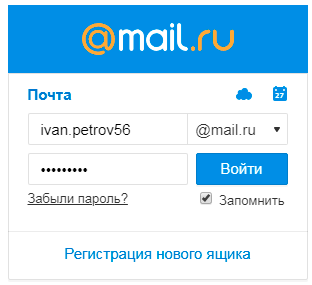 @mail.ru
Почта
27
ivan.petrov56 @mail.ru
••••••••• Войти
Забыли пароль? Запомнить
Регистрация нового ящика